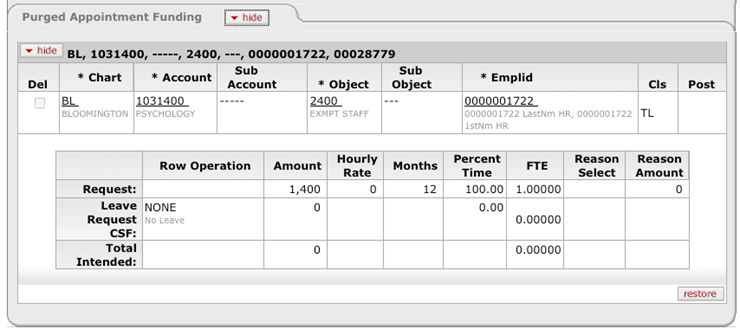 Purged Appointment Funding hide
hide BL, 1031400, -----, 2400, ---, 0000001722, 00028779
Del * Chart * Account Sub Account * Object Sub Object * Emplid Cls Post
BL 1031400 ----- 2400 --- 0000001722 TL
BLOOMINGTON PSYCHOLOGY EXMPT STAFF 0000001722 LastNm HR, 0000001722
1stNm HR
Row Operation Amount Hourly Rate Months Percent Time FTE Reason Select Reason Amount
Request: 1,400 0 12 100.00 1.00000 0
Leave Request CSF: NONE 0 0.00 0.00000
No Leave
Total Intended: 0 0.00000
restore